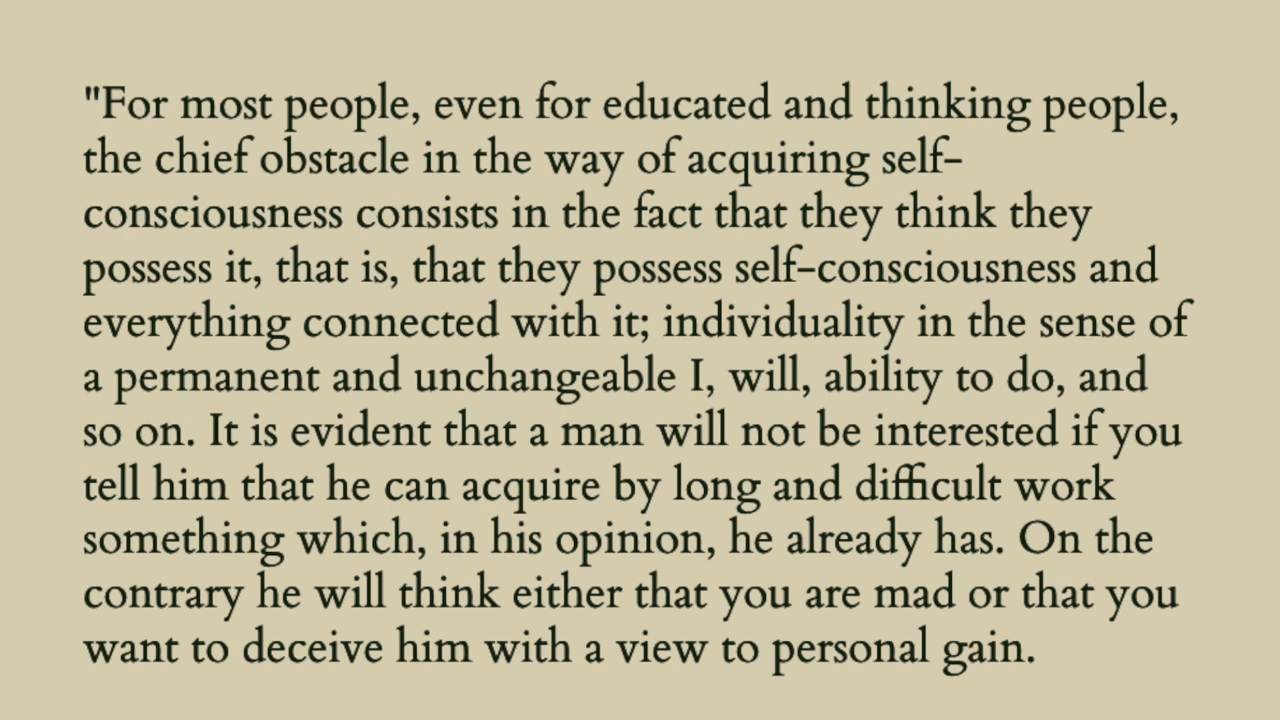 "For most people, even for educated and thinking people,
the chief obstacle in the way of acquiring self-
consciousness consists in the fact that they think they
possess it, that is, that they possess self-consciousness and
everything connected with it; individuality in the sense of
a permanent and unchangeable I, will, ability to do, and
so on. It is evident that a man will not be interested if you
tell him that he can acquire by long and difficult work
something which, in his opinion, he already has. On the
contrary he will think either that you are mad or that you
want to deceive him with a view to personal gain.